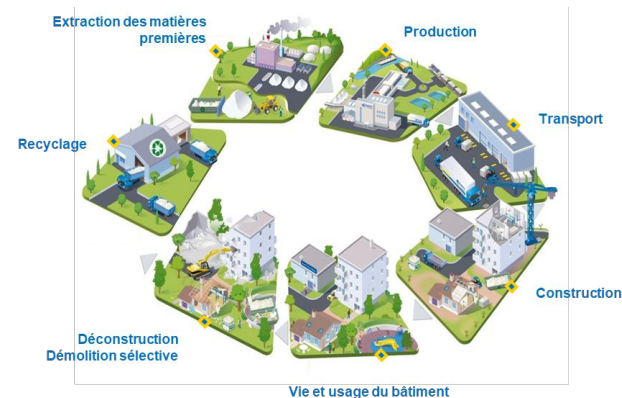 Extraction des matières
premières
Production
Transport
Construction
Vie et usage du bâtiment
Déconstruction
Démolition sélective
Recyclage